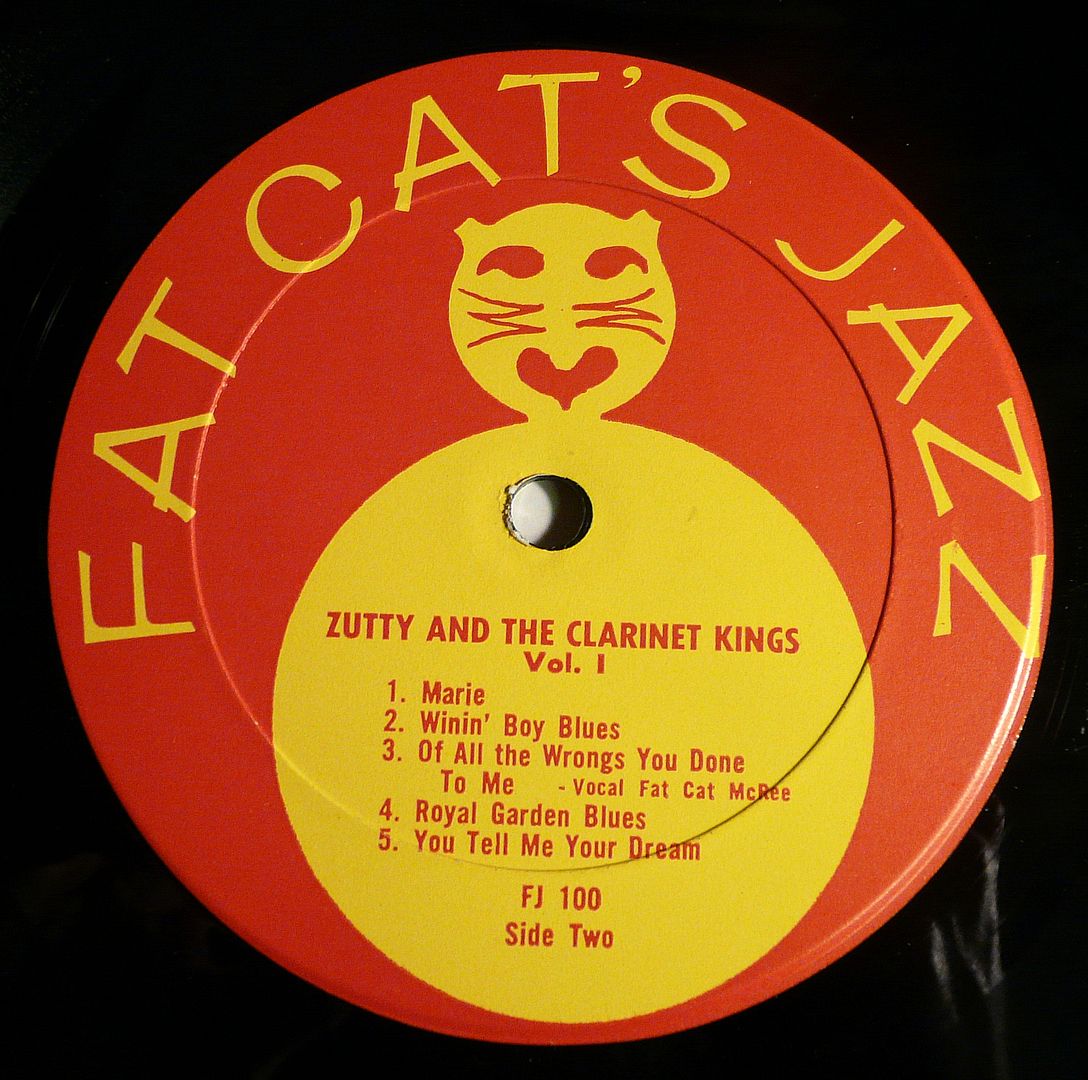 FAT CAT'S JAZZ
ZUTTY AND THE CLARINET KINGS
Vol. I
1. Marie
2. Winin' Boy Blues
3. Of All the Wrongs You Done
To Me - Vocal Fat Cat McRee
4. Royal Garden Blues
5. You Tell Me Your Dream
FJ 100
Side Two